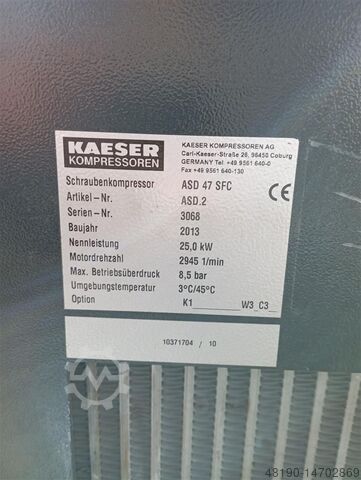 KAESER
KOMPRESSOREN
KAESER KOMPRESSOREN AG
Carl-Kaeser-Straße 26, 96450 Coburg
GERMANY Tel +49 9561 640-0
Fax +49 9561 640-130
Schraubenkompressor ASD 47 SFC
Artikel-Nr. ASD.2
Serien-Nr. 3068
Baujahr 2013
Nennleistung 25,0 kW
Motordrehzahl 2945 1/min
Max. Betriebsüberdruck 8,5 bar
Umgebungstemperatur 3°C/45°C
Option K1 W3_C3_
CE
10371704 / 10
48190-14702869